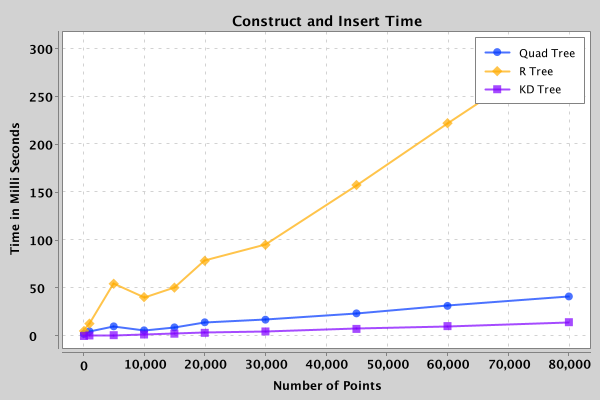 Construct and Insert Time
Quad Tree
R Tree
KD Tree
300
250
200
150
100
50
0
Time in Milli Seconds
0 10,000 20,000 30,000 40,000 50,000 60,000 70,000 80,000
Number of Points